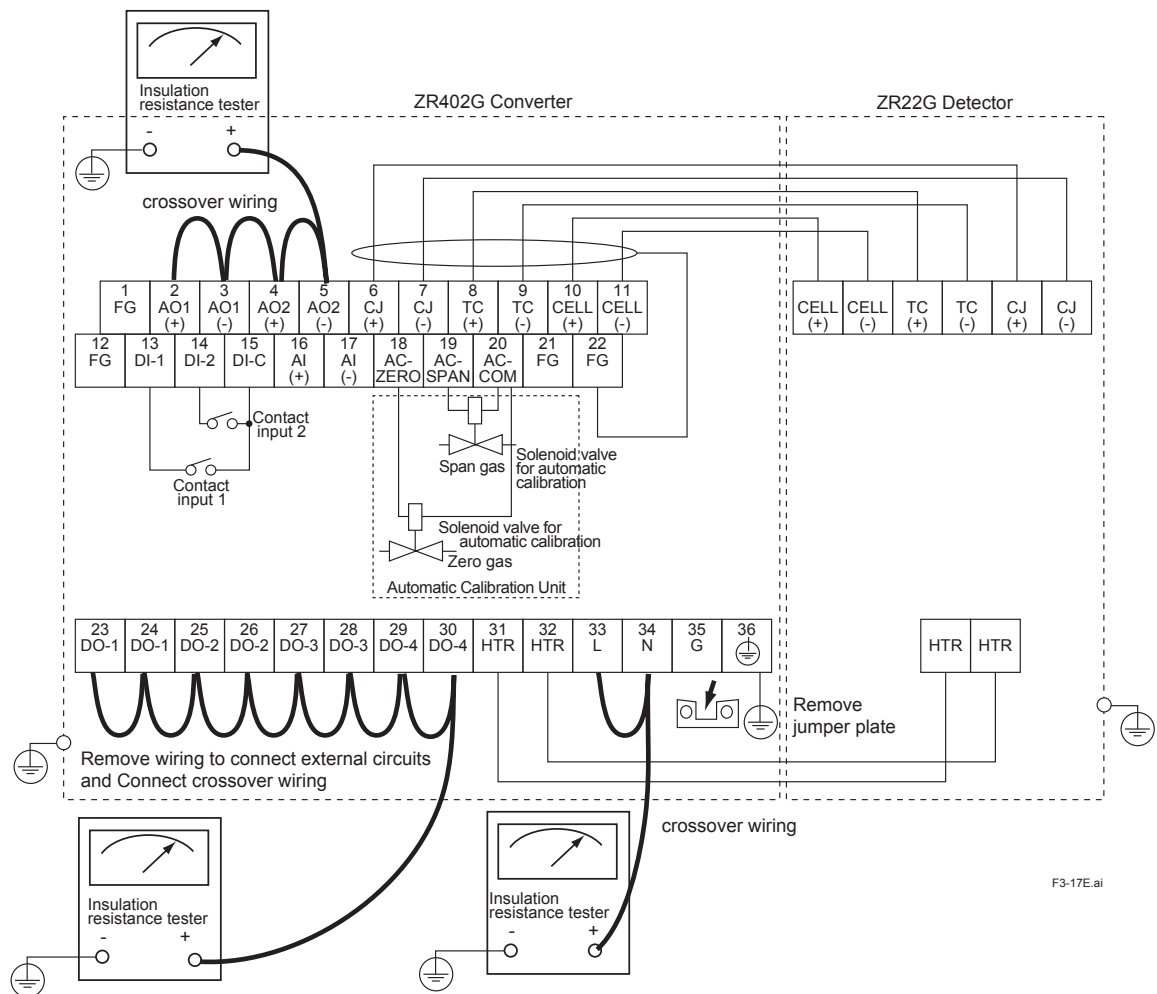 Insulation
resistance tester
- +
ZR402G Converter
ZR22G Detector
crossover wiring
1 2 3 4 5 6 7 8 9 10 11
FG AO1 AO1 AO2 AO2 CJ CJ TC TC CELL CELL
(+) (-) (+) (-) (+) (-) (+) (-) (+) (-)
CELL CELL TC TC CJ CJ
(+) (-) (+) (-) (+) (-)
12 13 14 15 16 17 18 19 20 21 22
FG DI-1 DI-2 DI-C AI AI AC- AC- AC- FG FG
(+) (-) ZERO SPAN COM
Contact
input 2
Contact
input 1
Span gas
Solenoid valve
for automatic
calibration
Solenoid valve for
automatic calibration
Zero gas
Automatic Calibration Unit
23 24 25 26 27 28 29 30 31 32 33 34 35 36
DO-1 DO-1 DO-2 DO-2 DO-3 DO-3 DO-4 DO-4 HTR HTR L N G
HTR HTR
Remove
jumper plate
Remove wiring to connect external circuits
and Connect crossover wiring
crossover wiring
Insulation
resistance tester
- +
Insulation
resistance tester
- +
F3-17E.ai